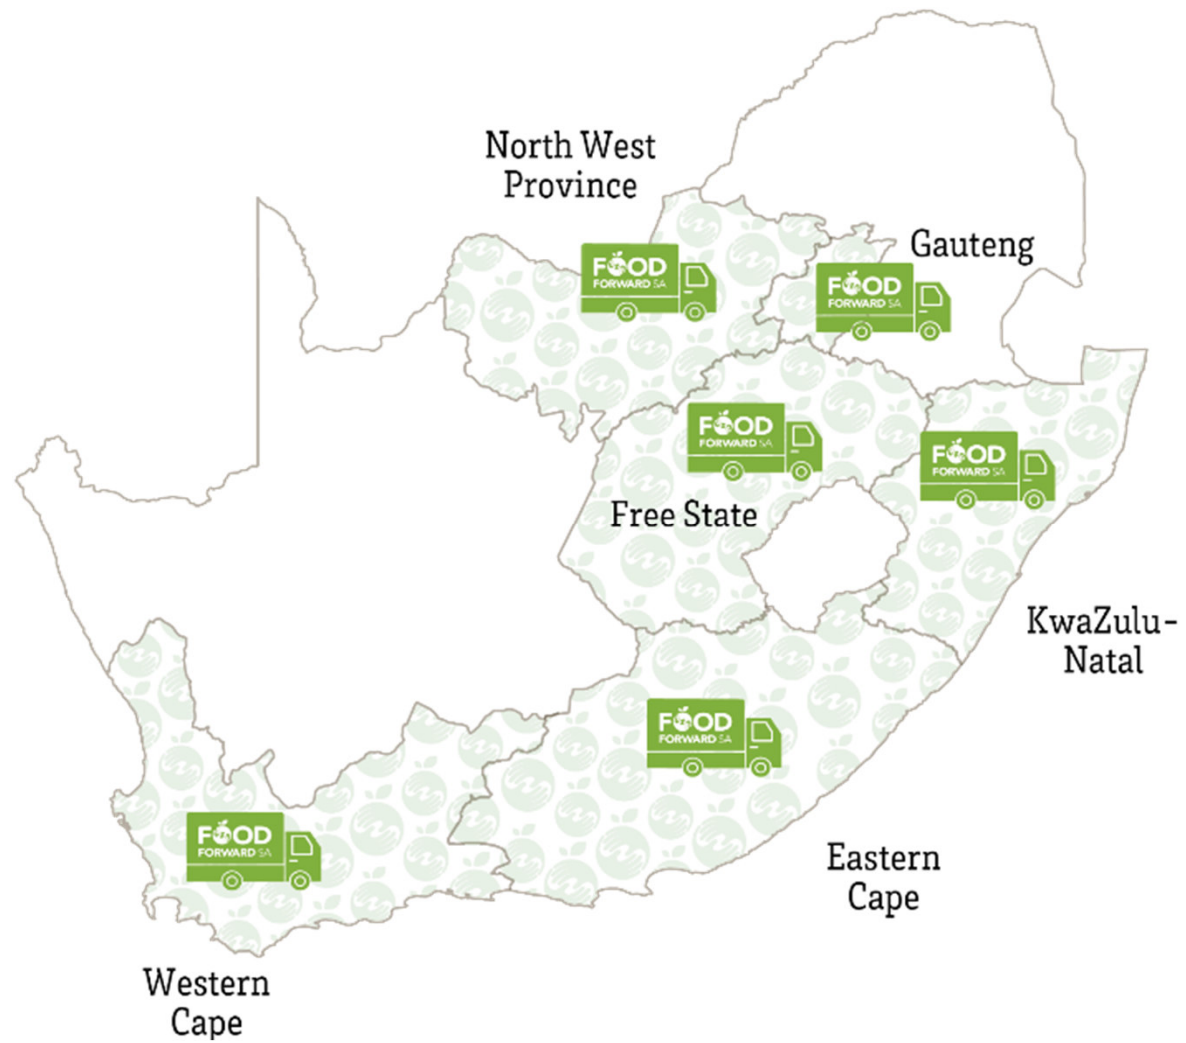 North West
Province
FOOD
FORWARD SA
Gauteng
FOOD
FORWARD SA
FOOD
FORWARD SA
Free State
FOOD
FORWARD SA
KwaZulu-
Natal
FOOD
FORWARD SA
Eastern
Cape
FOOD
FORWARD SA
Western
Cape